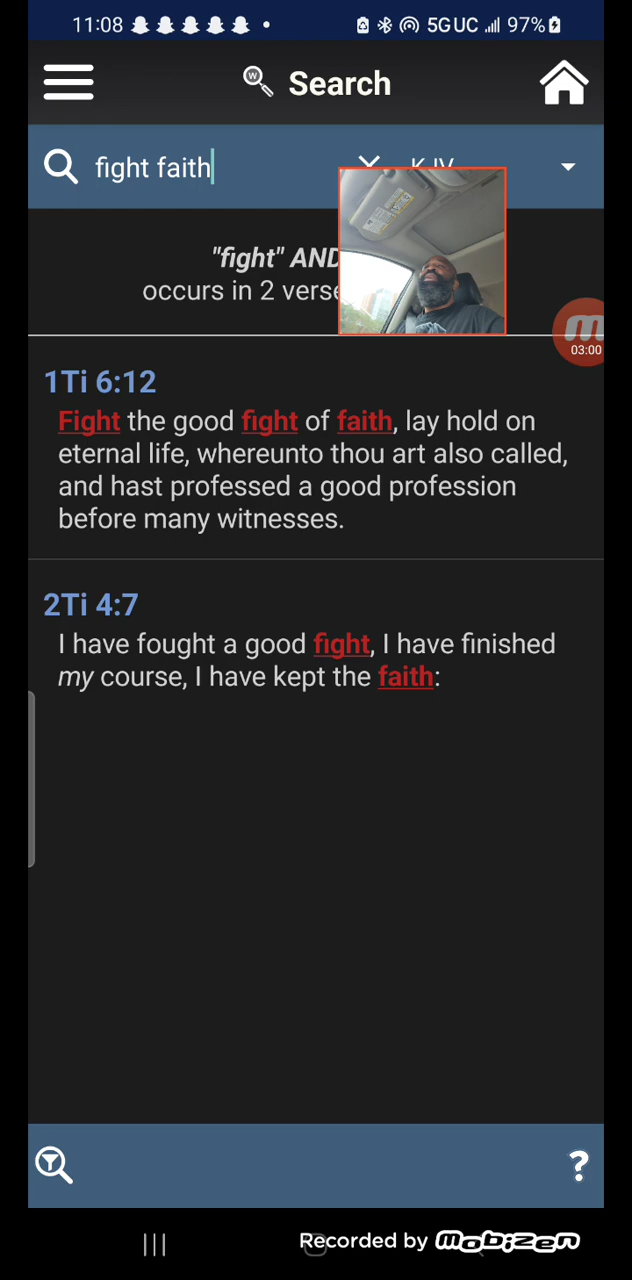 11:08 5G UC 97%
Search
fight faith KJV
"fight" AND
occurs in 2
03:00
1Ti 6:12
Fight the good fight of faith, lay hold on
eternal life, whereunto thou art also called,
and hast professed a good profession
before many witnesses.
2Ti 4:7
I have fought a good fight, I have finished
my course, I have kept the faith:
?
Recorded by mobizen